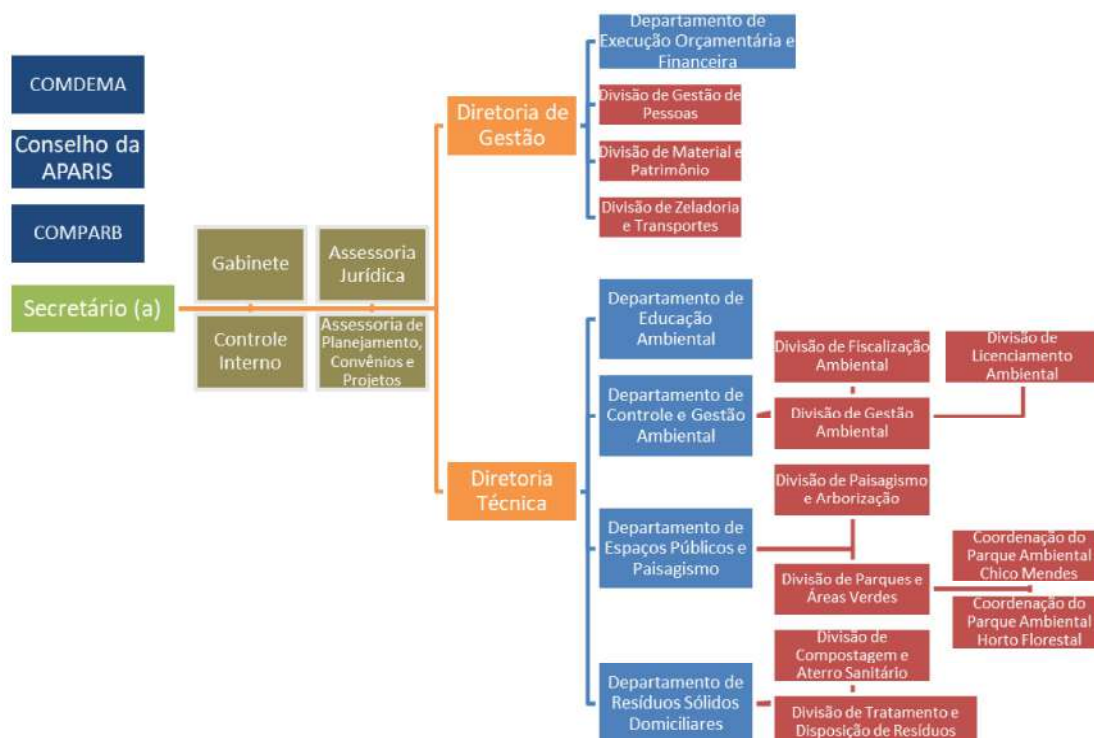 COMDEMA
Conselho da
APARIS
COMPARB
Secretário (a)
Gabinete
Assessoria
Jurídica
Controle
Interno
Assessoria de
Planejamento,
Convênios e
Projetos
Diretoria de
Gestão
Departamento de
Execução Orçamentária e
Financeira
Divisão de Gestão de
Pessoas
Divisão de Material e
Patrimônio
Divisão de Zeladoria
e Transportes
Diretoria
Técnica
Departamento de
Educação
Ambiental
Departamento de
Controle e Gestão
Ambiental
Divisão de Fiscalização
Ambiental
Divisão de
Licenciamento
Ambiental
Divisão de Gestão
Ambiental
Departamento de
Espaços Públicos e
Paisagismo
Divisão de Paisagismo
e Arborização
Divisão de Parques e
Áreas Verdes
Coordenação do
Parque Ambiental
Chico Mendes
Coordenação do
Parque Ambiental
Horto Florestal
Departamento de
Resíduos Sólidos
Domiciliares
Divisão de
Compostagem e
Aterro Sanitário
Divisão de Tratamento e
Disposição de Resíduos